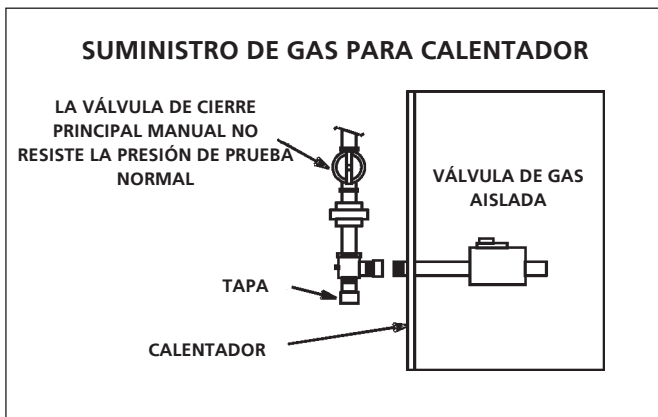 SUMINISTRO DE GAS PARA CALENTADOR
LA VÁLVULA DE CIERRE
PRINCIPAL MANUAL NO
RESISTE LA PRESIÓN DE PRUEBA
NORMAL
VÁLVULA DE GAS
AISLADA
TAPA
CALENTADOR